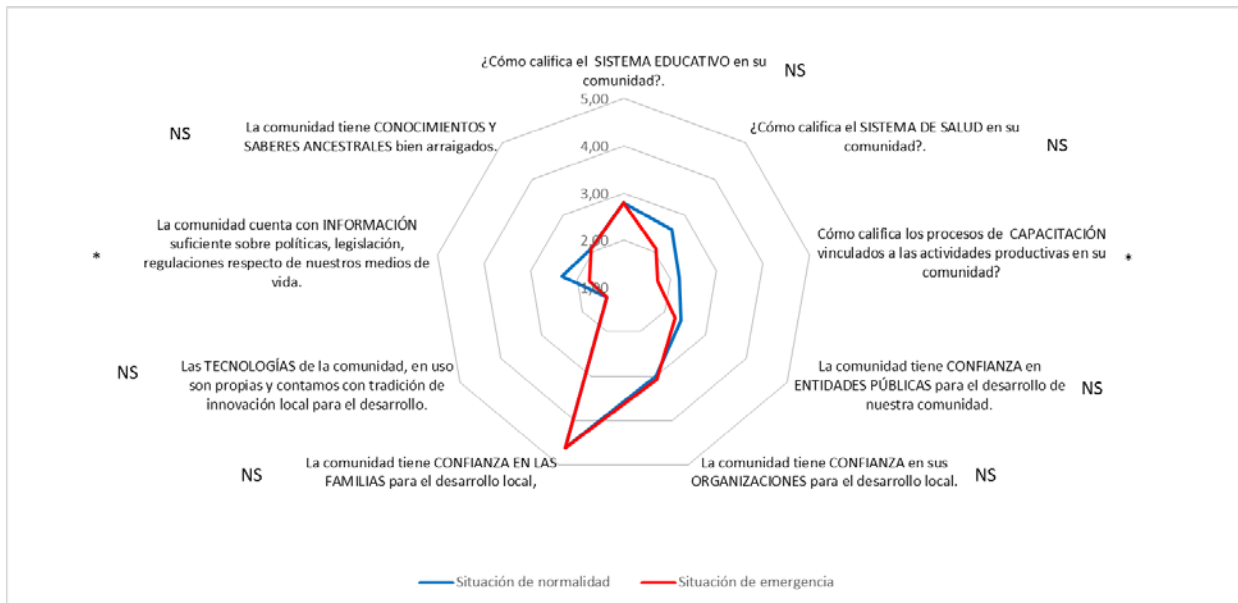 ¿Cómo califica el SISTEMA EDUCATIVO en su
comunidad?.
NS
5,00
4,00
3,00
2,00
1,00
¿Cómo califica el SISTEMA DE SALUD en su
comunidad?.
NS
Cómo califica los procesos de CAPACITACIÓN
vinculados a las actividades productivas en su
comunidad?
*
La comunidad tiene CONFIANZA en
ENTIDADES PÚBLICAS para el desarrollo de
nuestra comunidad.
NS
La comunidad tiene CONFIANZA en sus
ORGANIZACIONES para el desarrollo local.
NS
La comunidad tiene CONFIANZA EN LAS
FAMILIAS para el desarrollo local,
NS
Las TECNOLOGÍAS de la comunidad, en uso
son propias y contamos con tradición de
innovación local para el desarrollo.
NS
La comunidad cuenta con INFORMACIÓN
suficiente sobre políticas, legislación,
regulaciones respecto de nuestros medios de
vida.
*
La comunidad tiene CONOCIMIENTOS Y
SABERES ANCESTRALES bien arraigados.
NS
Situación de normalidad
Situación de emergencia